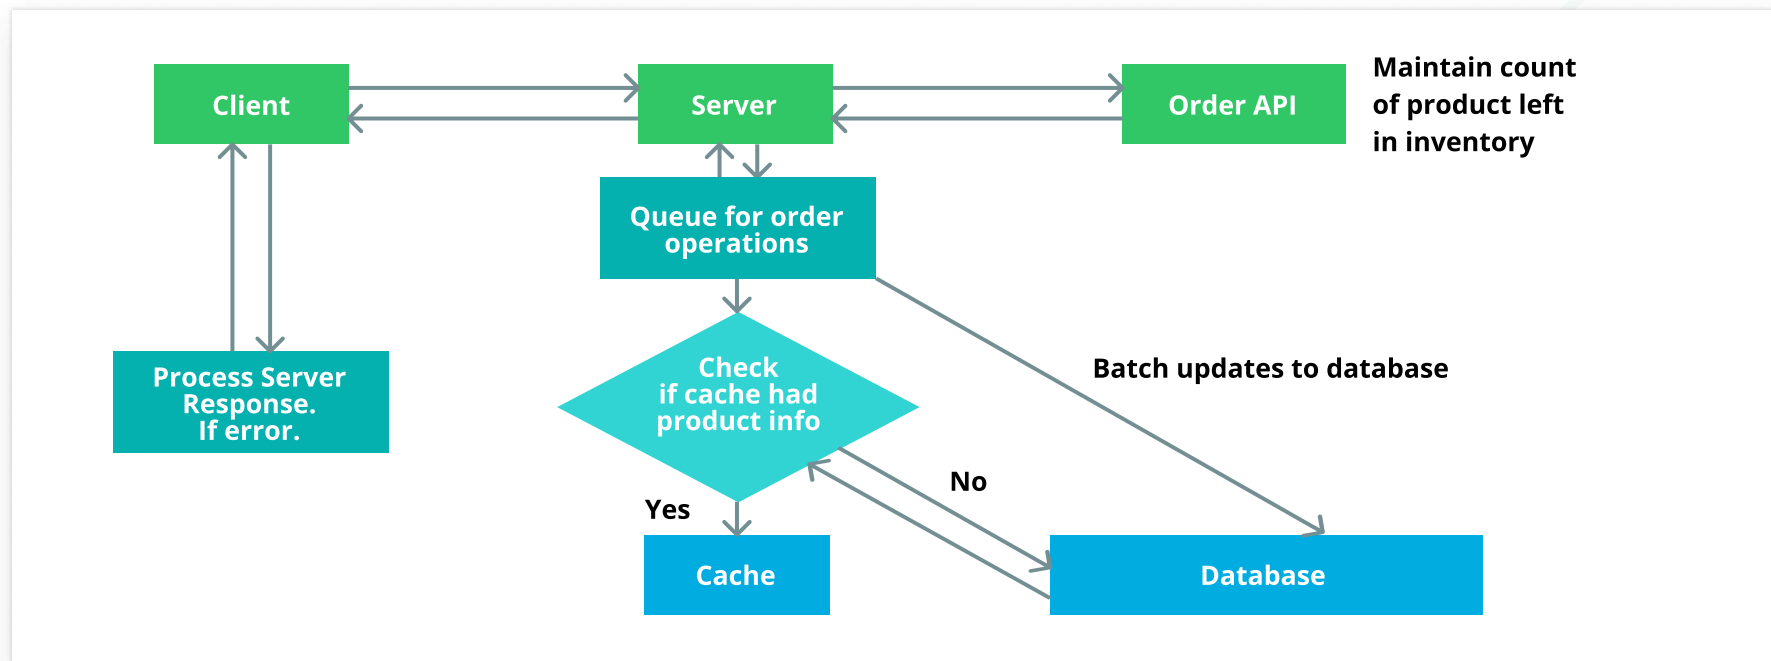 Client
Server
Order API
Maintain count
of product left
in inventory
Queue for order
operations
Process Server
Response.
If error.
Check
if cache had
product info
Batch updates to database
No
Yes
Cache
Database